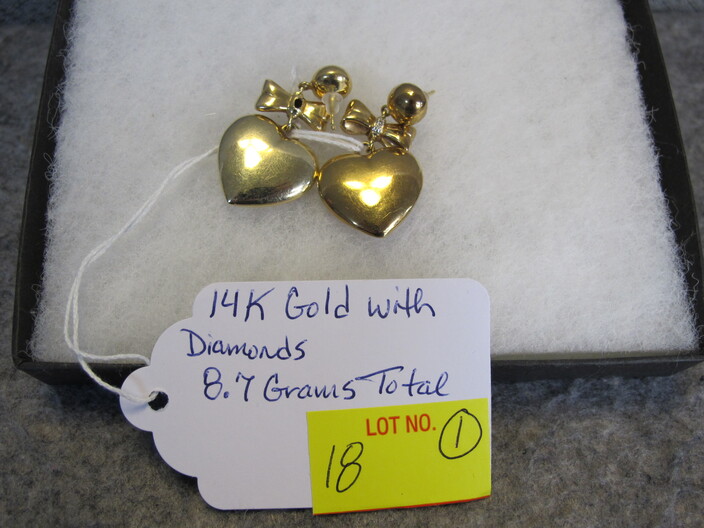 14K Gold with
Diamonds
8.7 Grams Total
LOT NO. 1
18